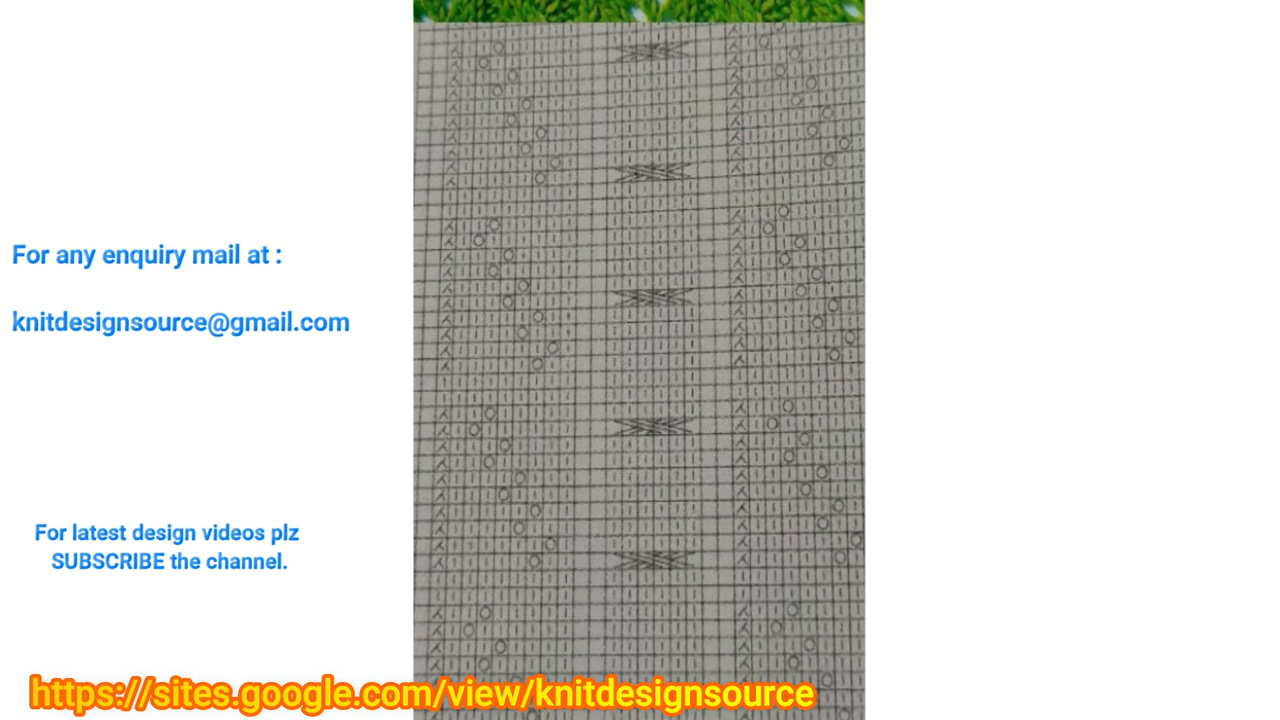 For any enquiry mail at :
knitdesignsource@gmail.com
For latest design videos plz
SUBSCRIBE the channel.
https://sites.google.com/view/knitdesignsource